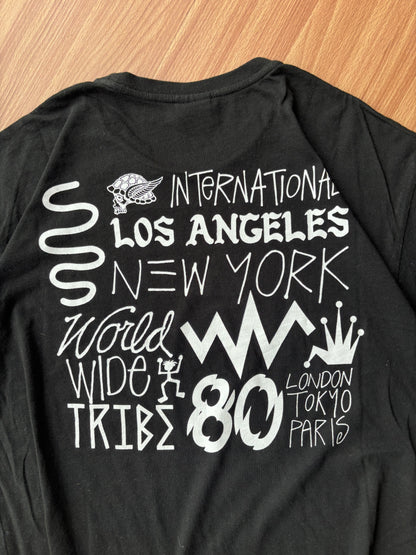 INTERNATIONAL
LOS ANGELES
NEW YORK
World
WIDE
TRIBE
80
LONDON
TOKYO
PARIS